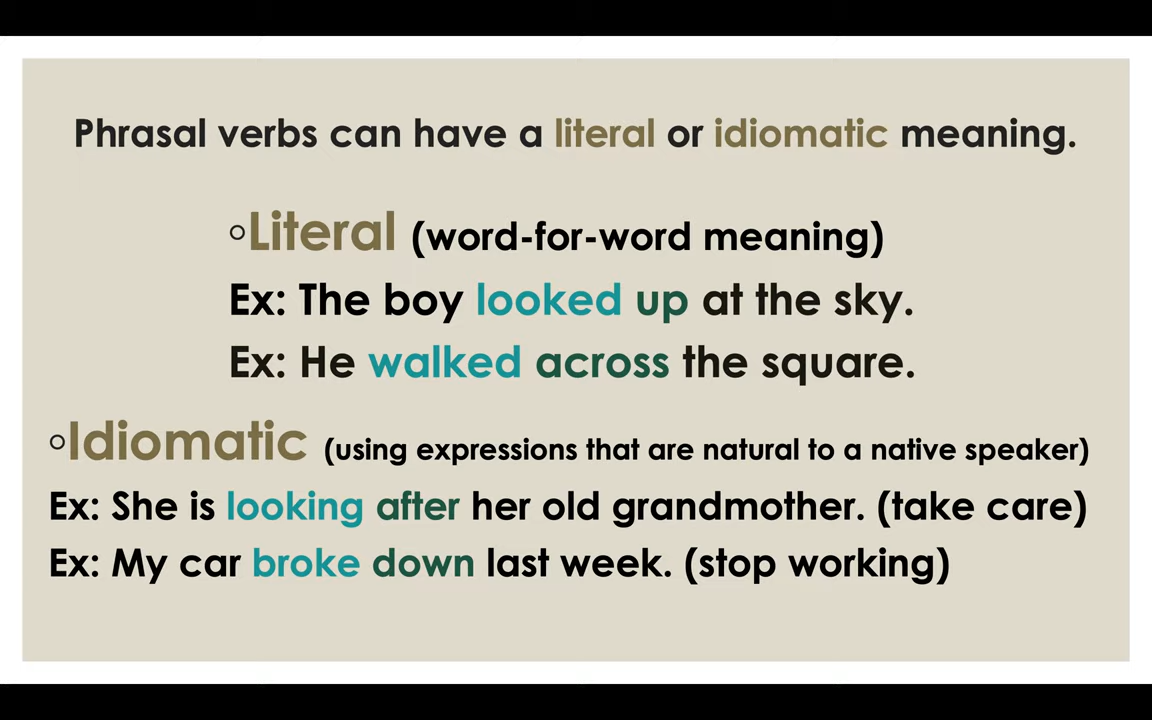 Phrasal verbs can have a literal or idiomatic meaning.
◦Literal (word-for-word meaning)
Ex: The boy looked up at the sky.
Ex: He walked across the square.
◦Idiomatic (using expressions that are natural to a native speaker)
Ex: She is looking after her old grandmother. (take care)
Ex: My car broke down last week. (stop working)